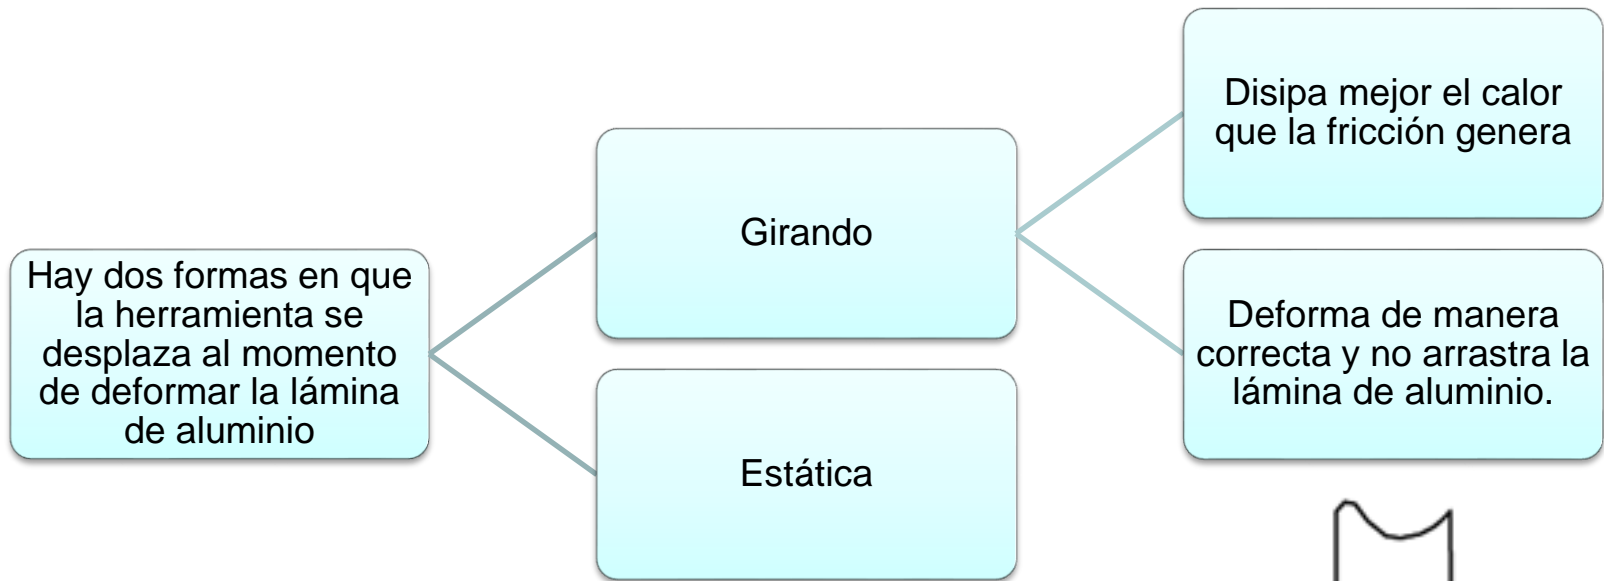 Hay dos formas en que
la herramienta se
desplaza al momento
de deformar la lámina
de aluminio
Girando
Disipa mejor el calor
que la fricción genera
Deforma de manera
correcta y no arrastra la
lámina de aluminio.
Estática